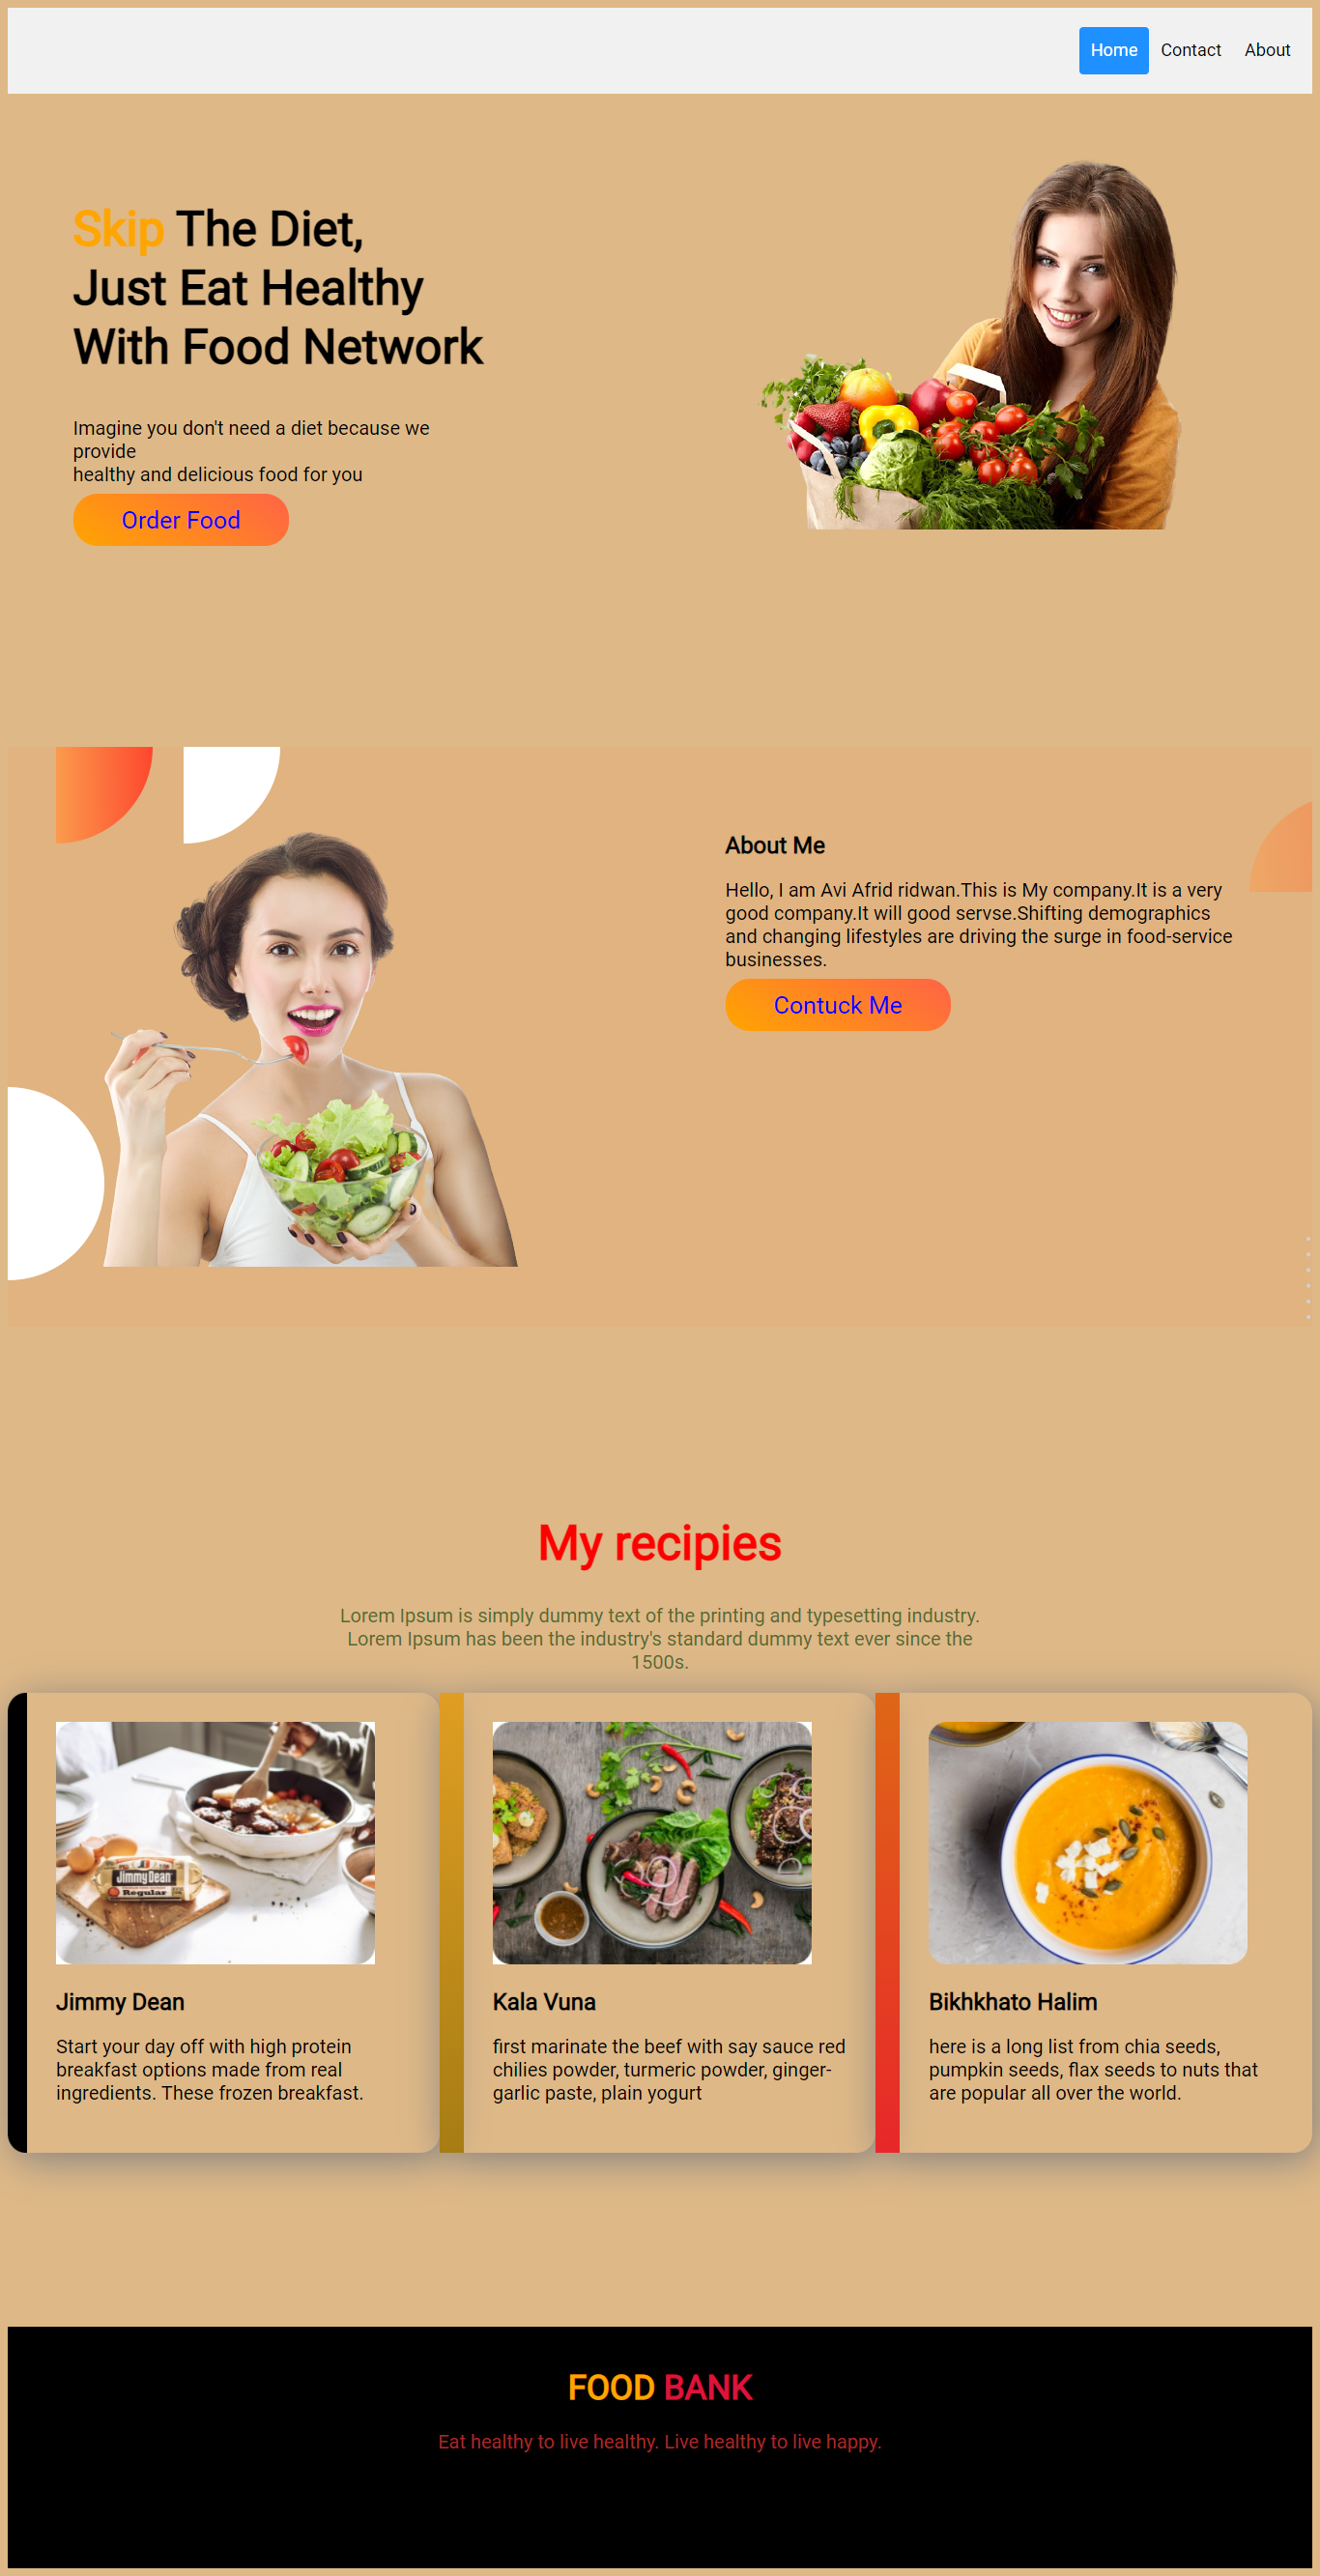 Home Contact About
Skip The Diet,
Just Eat Healthy
With Food Network
Imagine you don't need a diet because we
provide
healthy and delicious food for you
Order Food
About Me
Hello, I am Avi Afrid ridwan.This is My company.It is a very
good company.It will good servse.Shifting demographics
and changing lifestyles are driving the surge in food-service
businesses.
Contuck Me
My recipies
Lorem Ipsum is simply dummy text of the printing and typesetting industry.
Lorem Ipsum has been the industry's standard dummy text ever since the
1500s.
Jimmy Dean
Regular
Jimmy Dean
Start your day off with high protein
breakfast options made from real
ingredients. These frozen breakfast.
Kala Vuna
first marinate the beef with say sauce red
chilies powder, turmeric powder, ginger-
garlic paste, plain yogurt
Bikhkhato Halim
here is a long list from chia seeds,
pumpkin seeds, flax seeds to nuts that
are popular all over the world.
FOOD BANK
Eat healthy to live healthy. Live healthy to live happy.